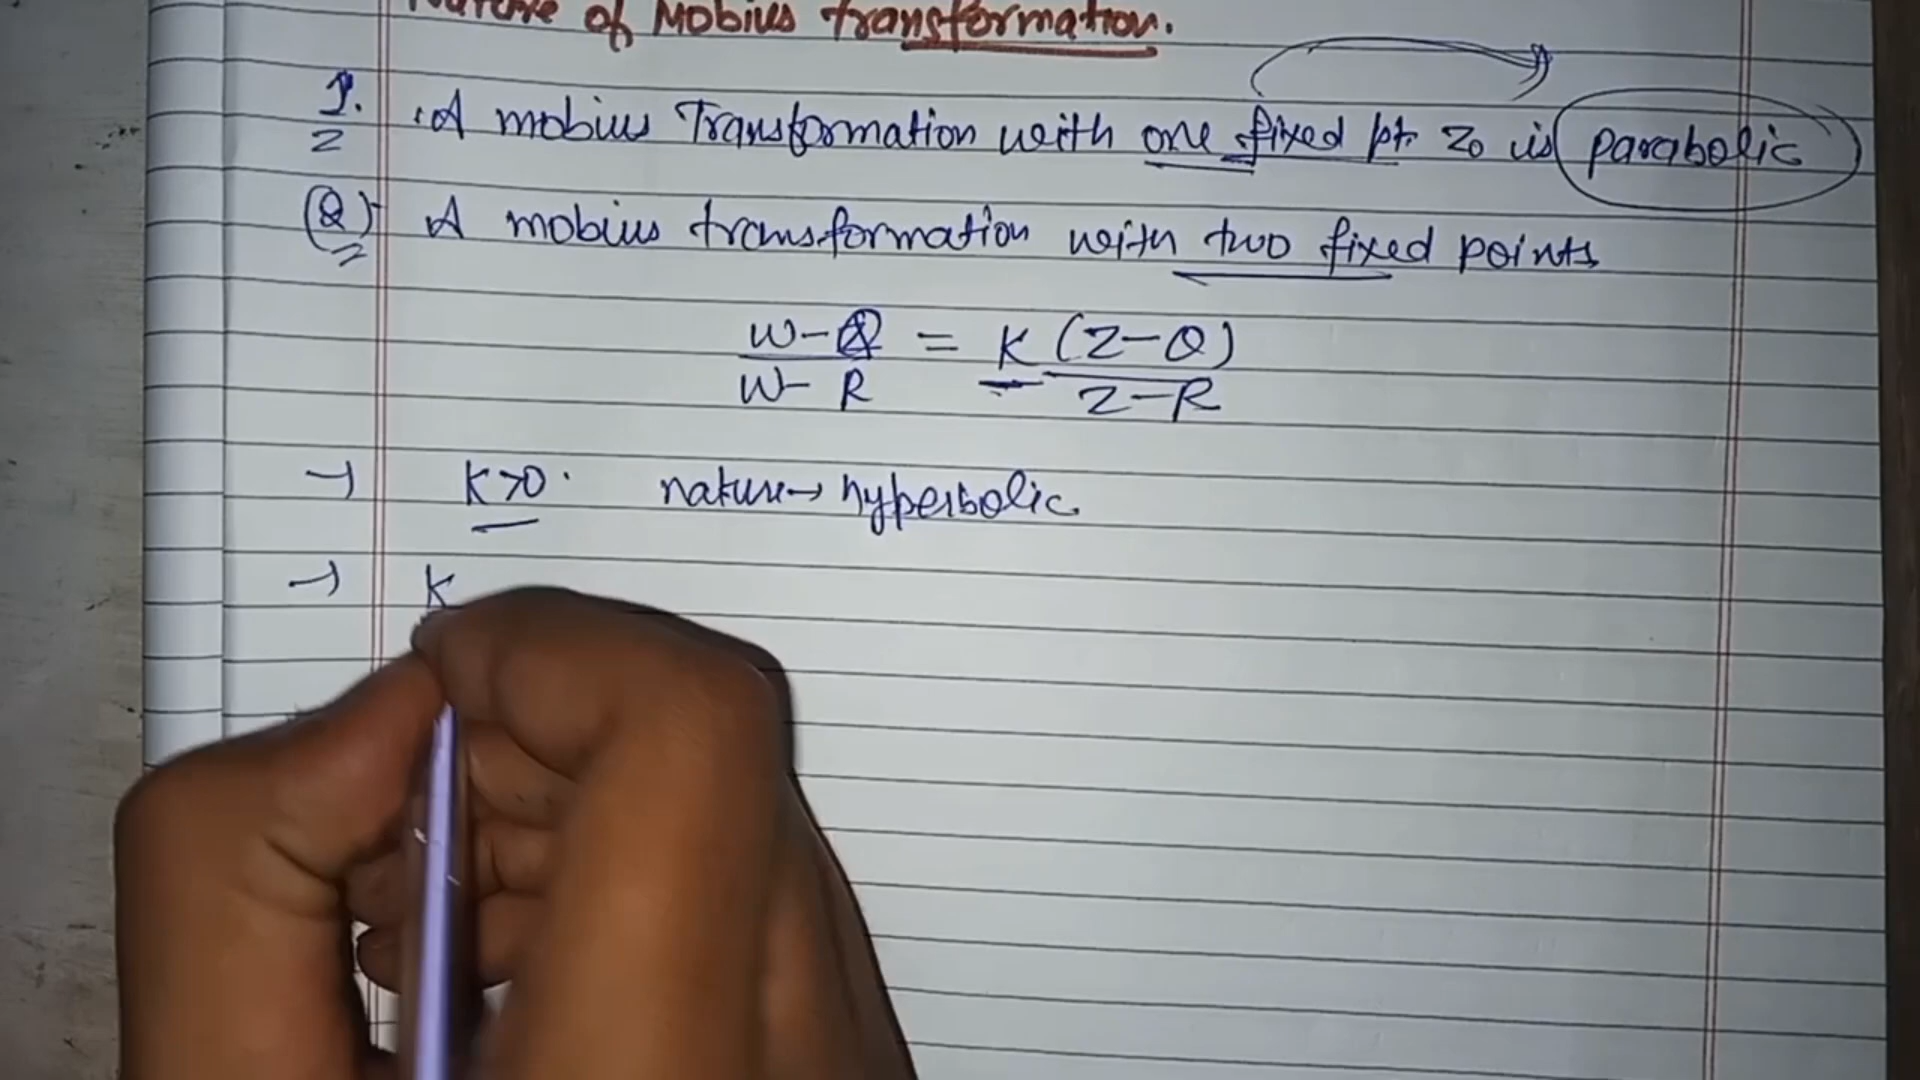 Nature of Mobius transformation.
1. A mobius Transformation with one fixed pt. z₀ is parabolic
(2) A mobius transformation with two fixed points
w-Q/w-R = K(z-Q)/z-R
→ K>0. nature→ hyperbolic
→ K